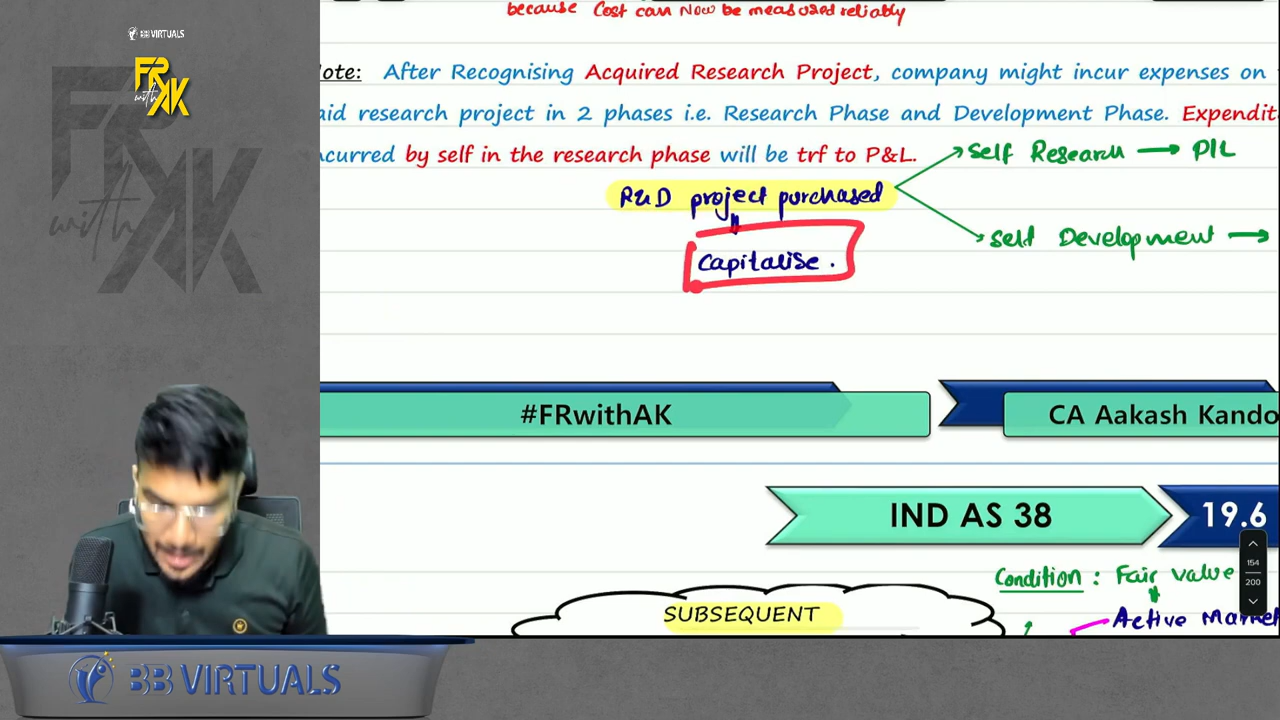 BB VIRTUALS
FR
with
AK
because Cost can Now be measured reliably
ote: After Recognising Acquired Research Project, company might incur expenses on
aid research project in 2 phases i.e. Research Phase and Development Phase. Expendit
ncurred by self in the research phase will be trf to P&L.
Self Research → P/L
R&D project purchased
Self Development →
Capitalise.
#FRwithAK
CA Aakash Kando
IND AS 38
19.6
154
200
Condition : Fair value
SUBSEQUENT
Active Market
BB VIRTUALS